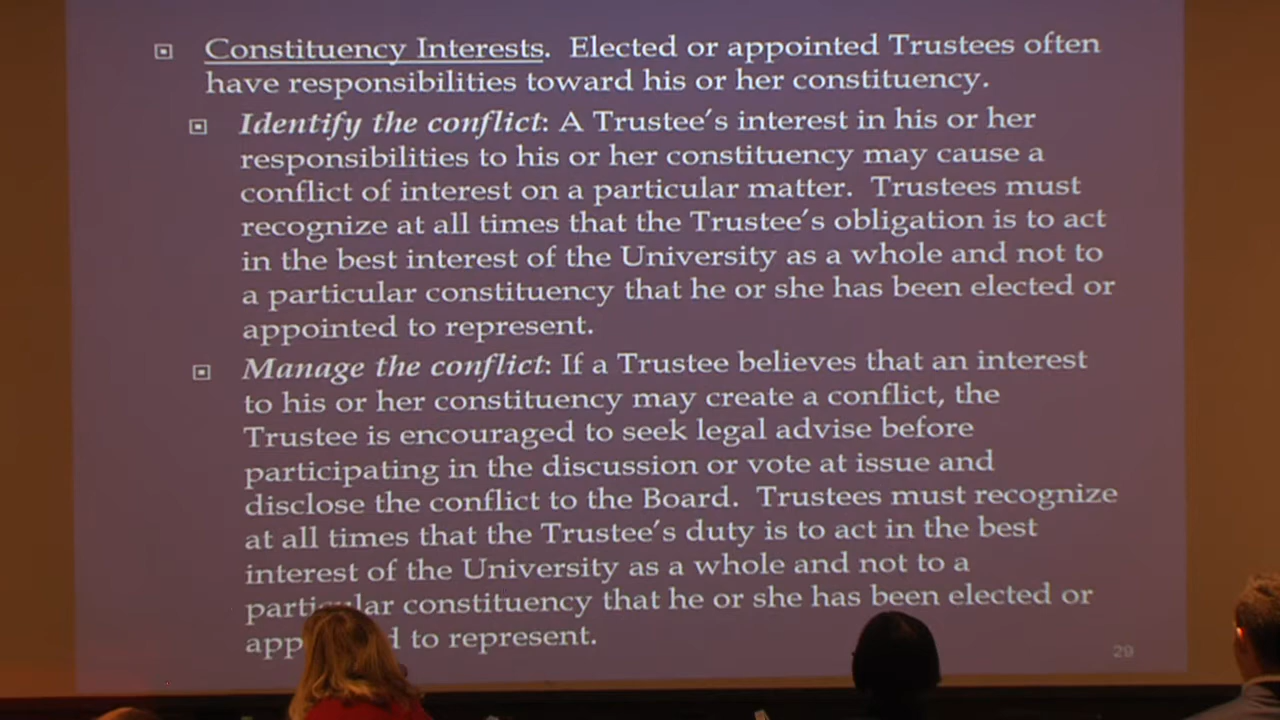 Constituency Interests. Elected or appointed Trustees often
have responsibilities toward his or her constituency.
Identify the conflict: A Trustee's interest in his or her
responsibilities to his or her constituency may cause a
conflict of interest on a particular matter. Trustees must
recognize at all times that the Trustee's obligation is to act
in the best interest of the University as a whole and not to
a particular constituency that he or she has been elected or
appointed to represent.
Manage the conflict: If a Trustee believes that an interest
to his or her constituency may create a conflict, the
Trustee is encouraged to seek legal advise before
participating in the discussion or vote at issue and
disclose the conflict to the Board. Trustees must recognize
at all times that the Trustee's duty is to act in the best
interest of the University as a whole and not to a
particular constituency that he or she has been elected or
to represent.
29